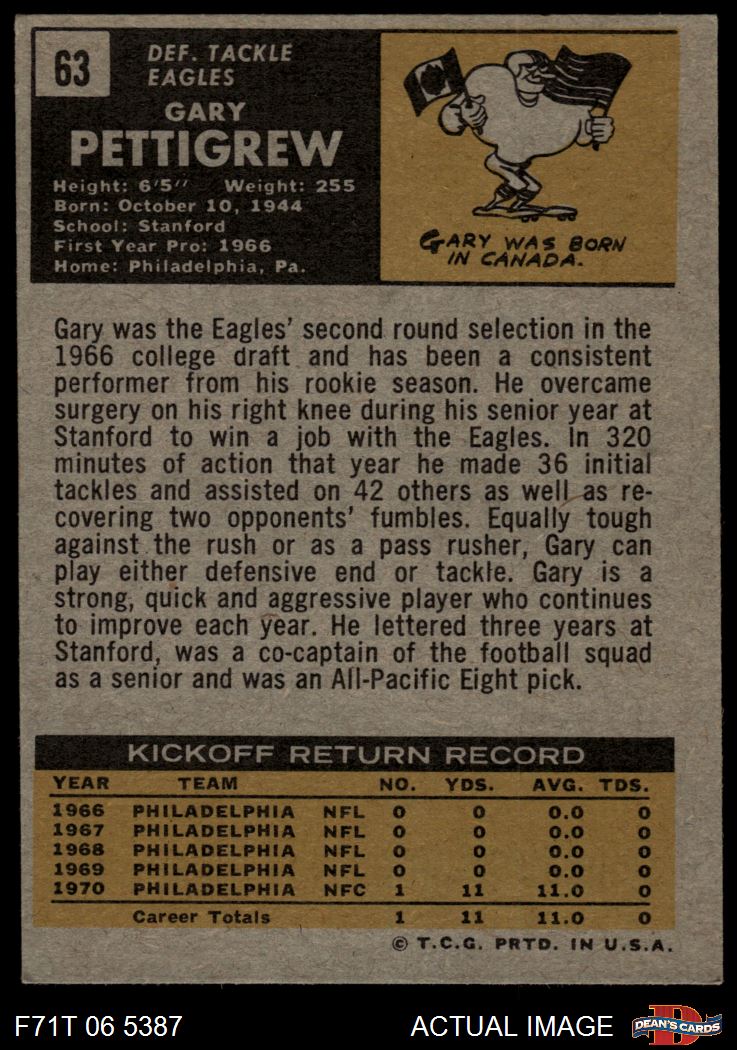 63
DEF. TACKLE
EAGLES
GARY
PETTIGREW
Height: 6'5" Weight: 255
Born: October 10, 1944
School: Stanford
First Year Pro: 1966
Home: Philadelphia, Pa.
GARY WAS BORN
IN CANADA.
Gary was the Eagles' second round selection in the
1966 college draft and has been a consistent
performer from his rookie season. He overcame
surgery on his right knee during his senior year at
Stanford to win a job with the Eagles. In 320
minutes of action that year he made 36 initial
tackles and assisted on 42 others as well as re-
covering two opponents' fumbles. Equally tough
against the rush or as a pass rusher, Gary can
play either defensive end or tackle. Gary is a
strong, quick and aggressive player who continues
to improve each year. He lettered three years at
Stanford, was a co-captain of the football squad
as a senior and was an All-Pacific Eight pick.
KICKOFF RETURN RECORD
YEAR TEAM NO. YDS. AVG. TDS.
1966 PHILADELPHIA NFL 0 0 0.0 0
1967 PHILADELPHIA NFL 0 0 0.0 0
1968 PHILADELPHIA NFL 0 0 0.0 0
1969 PHILADELPHIA NFL 0 0 0.0 0
1970 PHILADELPHIA NFC 1 11 11.0 0
Career Totals 1 11 11.0 0
© T.C.G. PRTD. IN U.S.A.
F71T 06 5387 ACTUAL IMAGE D DEAN'S CARDS